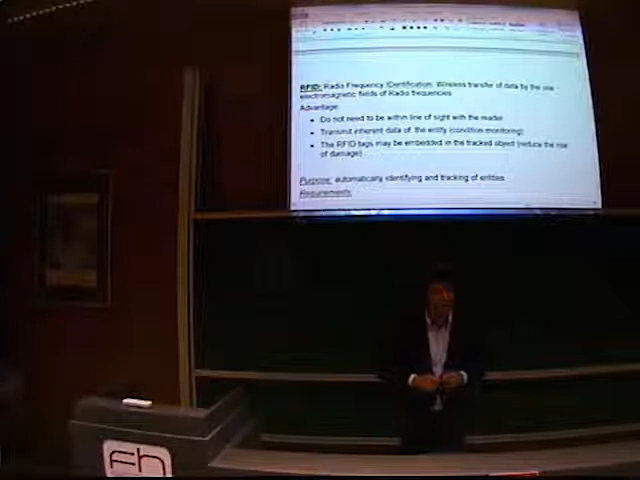 RFID: Radio Frequency IDentification. Wireless transfer of data by the use
electromagnetic fields of Radio frequencies
Advantage:
• Do not need to be within line of sight with the reader
• Transmit inherent data of the entity (condition monitoring)
• The RFID tags may be embedded in the tracked object (reduce the risk
of damage)
Purpose: automatically identifying and tracking of entities
Requirements
fh